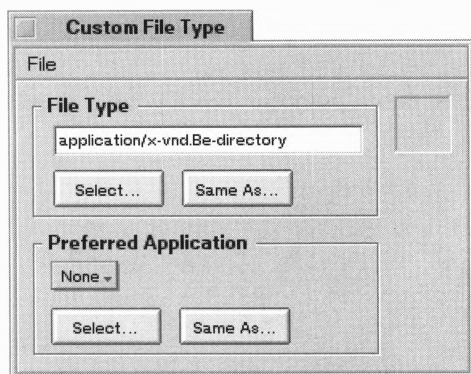 Custom File Type
File
File Type
application/x-vnd.Be-directory
Select... Same As...
Preferred Application
None
Select... Same As...